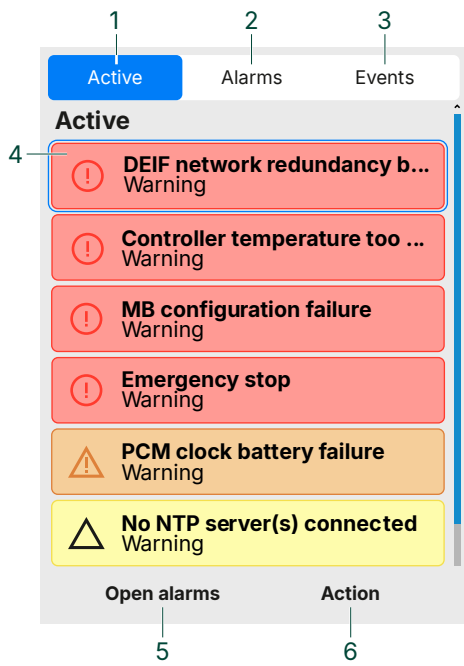 1 2 3
Active Alarms Events
Active
4
DEIF network redundancy b...
Warning
Controller temperature too ...
Warning
MB configuration failure
Warning
Emergency stop
Warning
PCM clock battery failure
Warning
No NTP server(s) connected
Warning
Open alarms Action
5 6